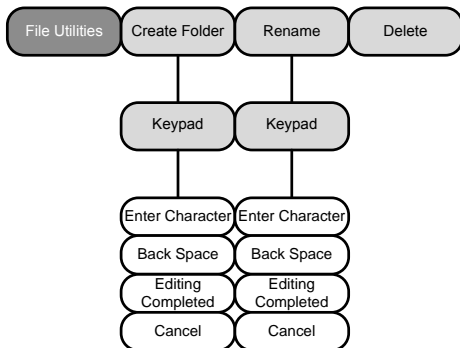 File Utilities
Create Folder
Rename
Delete
Keypad
Keypad
Enter Character
Enter Character
Back Space
Back Space
Editing
Completed
Editing
Completed
Cancel
Cancel